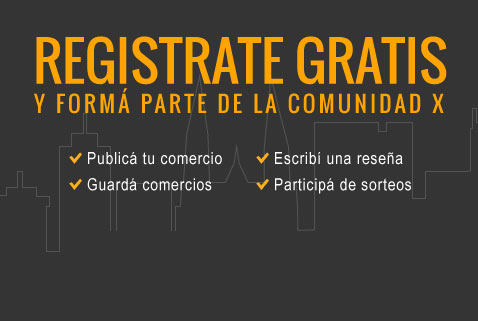 REGISTRATE GRATIS
Y FORMÁ PARTE DE LA COMUNIDAD X
Publicá tu comercio
Escribí una reseña
Guardá comercios
Participá de sorteos